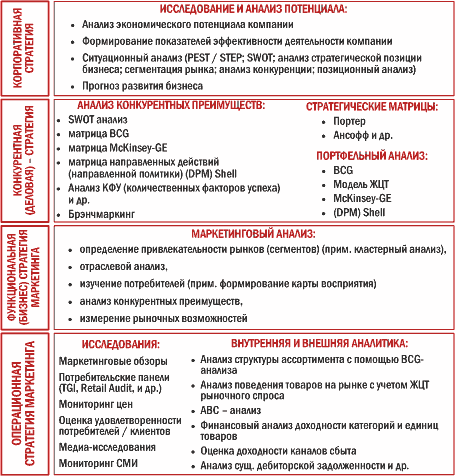 КОРПОРАТИВНАЯ
СТРАТЕГИЯ
ИССЛЕДОВАНИЕ И АНАЛИЗ ПОТЕНЦИАЛА:
• Анализ экономического потенциала компании
• Формирование показателей эффективности деятельности компании
• Ситуационный анализ (PEST / STEP; SWOT; анализ стратегической позиции
бизнеса; сегментация рынка; анализ конкуренции; позиционный анализ)
• Прогноз развития бизнеса
КОНКУРЕНТНАЯ
(ДЕЛОВАЯ) – СТРАТЕГИЯ
АНАЛИЗ КОНКУРЕНТНЫХ ПРЕИМУЩЕСТВ:
• SWOT анализ
• матрица BCG
• матрица McKinsey-GE
• матрица направленных действий
(направленной политики) (DPM) Shell
• Анализ КФУ (количественных факторов успеха)
и др.
• Брэнчмаркинг
СТРАТЕГИЧЕСКИЕ МАТРИЦЫ:
• Портер
• Ансофф и др.
ПОРТФЕЛЬНЫЙ АНАЛИЗ:
• BCG
• Модель ЖЦТ
• McKinsey-GE
• (DPM) Shell
ФУНКЦИОНАЛЬНАЯ
(БИЗНЕС) СТРАТЕГИЯ
МАРКЕТИНГА
МАРКЕТИНГОВЫЙ АНАЛИЗ:
• определение привлекательности рынков (сегментов) (прим. кластерный анализ),
• отраслевой анализ,
• изучение потребителей (прим. формирование карты восприятия)
• анализ конкурентных преимуществ,
• измерение рыночных возможностей
ОПЕРАЦИОННАЯ
СТРАТЕГИЯ МАРКЕТИНГА
ИССЛЕДОВАНИЯ:
Маркетинговые обзоры
Потребительские панели
(TGI, Retail Audit, и др.)
Мониторинг цен
Оценка удовлетворенности
потребителей / клиентов
Медиа-исследования
Мониторинг СМИ
ВНУТРЕННЯЯ И ВНЕШНЯЯ АНАЛИТИКА:
• Анализ структуры ассортимента с помощью BCG-
анализа
• Анализ поведения товаров на рынке с учетом ЖЦТ
рыночного спроса
• ABC – анализ
• Финансовый анализ доходности категорий и единиц
товаров
• Оценка доходности каналов сбыта
• Анализ сущ. дебиторской задолженности и др.